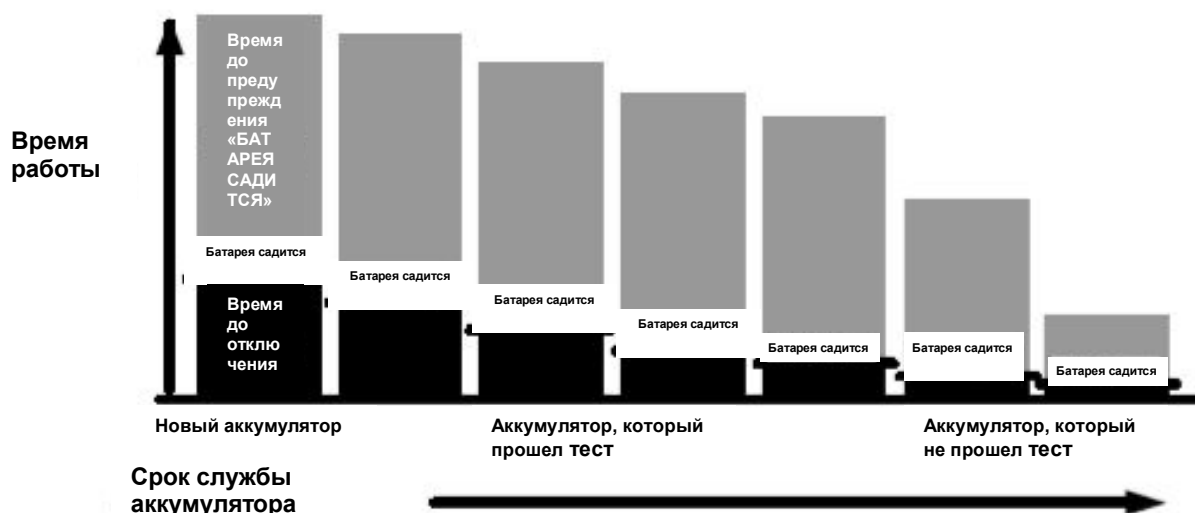 Время
до
преду
прежд
ения
«БАТ
АРЕЯ
САДИ
ТСЯ»
Время
работы
Батарея садится
Батарея садится
Батарея садится
Батарея садится
Батарея садится
Батарея садится
Батарея садится
Время
до
отклю
чения
Новый аккумулятор
Аккумулятор, который
прошел тест
Аккумулятор, который
не прошел тест
Срок службы
аккумулятора